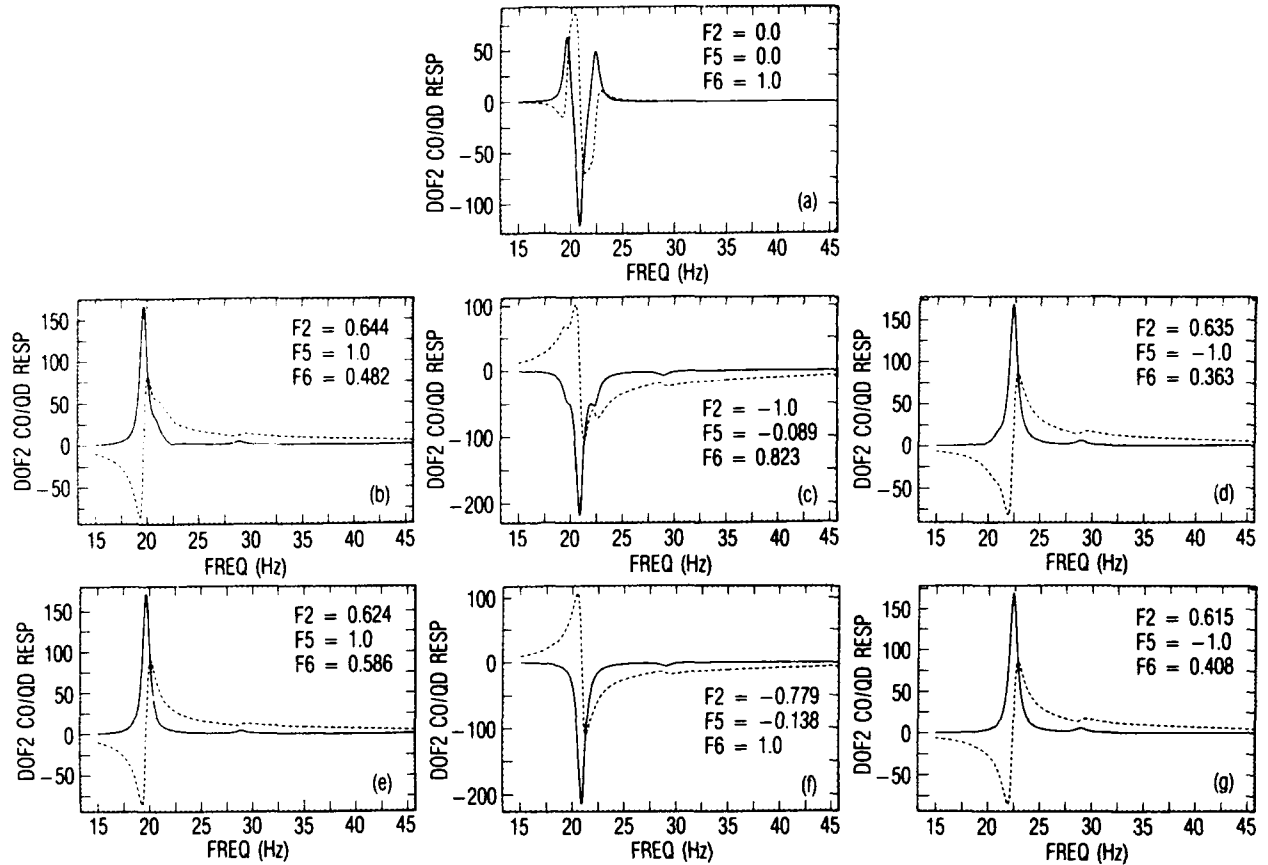 DOF2 CO/QD RESP
50
0
−50
−100
F2 = 0.0
F5 = 0.0
F6 = 1.0
(a)
15 20 25 30 35 40 45
FREQ (Hz)
DOF2 CO/QD RESP
150
100
50
0
−50
F2 = 0.644
F5 = 1.0
F6 = 0.482
(b)
15 20 25 30 35 40 45
FREQ (Hz)
DOF2 CO/QD RESP
100
0
−100
−200
F2 = −1.0
F5 = −0.089
F6 = 0.823
(c)
15 20 25 30 35 40 45
FREQ (Hz)
DOF2 CO/QD RESP
150
100
50
0
−50
F2 = 0.635
F5 = −1.0
F6 = 0.363
(d)
15 20 25 30 35 40 45
FREQ (Hz)
DOF2 CO/QD RESP
150
100
50
0
−50
F2 = 0.624
F5 = 1.0
F6 = 0.586
(e)
15 20 25 30 35 40 45
FREQ (Hz)
DOF2 CO/QD RESP
100
0
−100
−200
F2 = −0.779
F5 = −0.138
F6 = 1.0
(f)
15 20 25 30 35 40 45
FREQ (Hz)
DOF2 CO/QD RESP
150
100
50
0
−50
F2 = 0.615
F5 = −1.0
F6 = 0.408
(g)
15 20 25 30 35 40 45
FREQ (Hz)